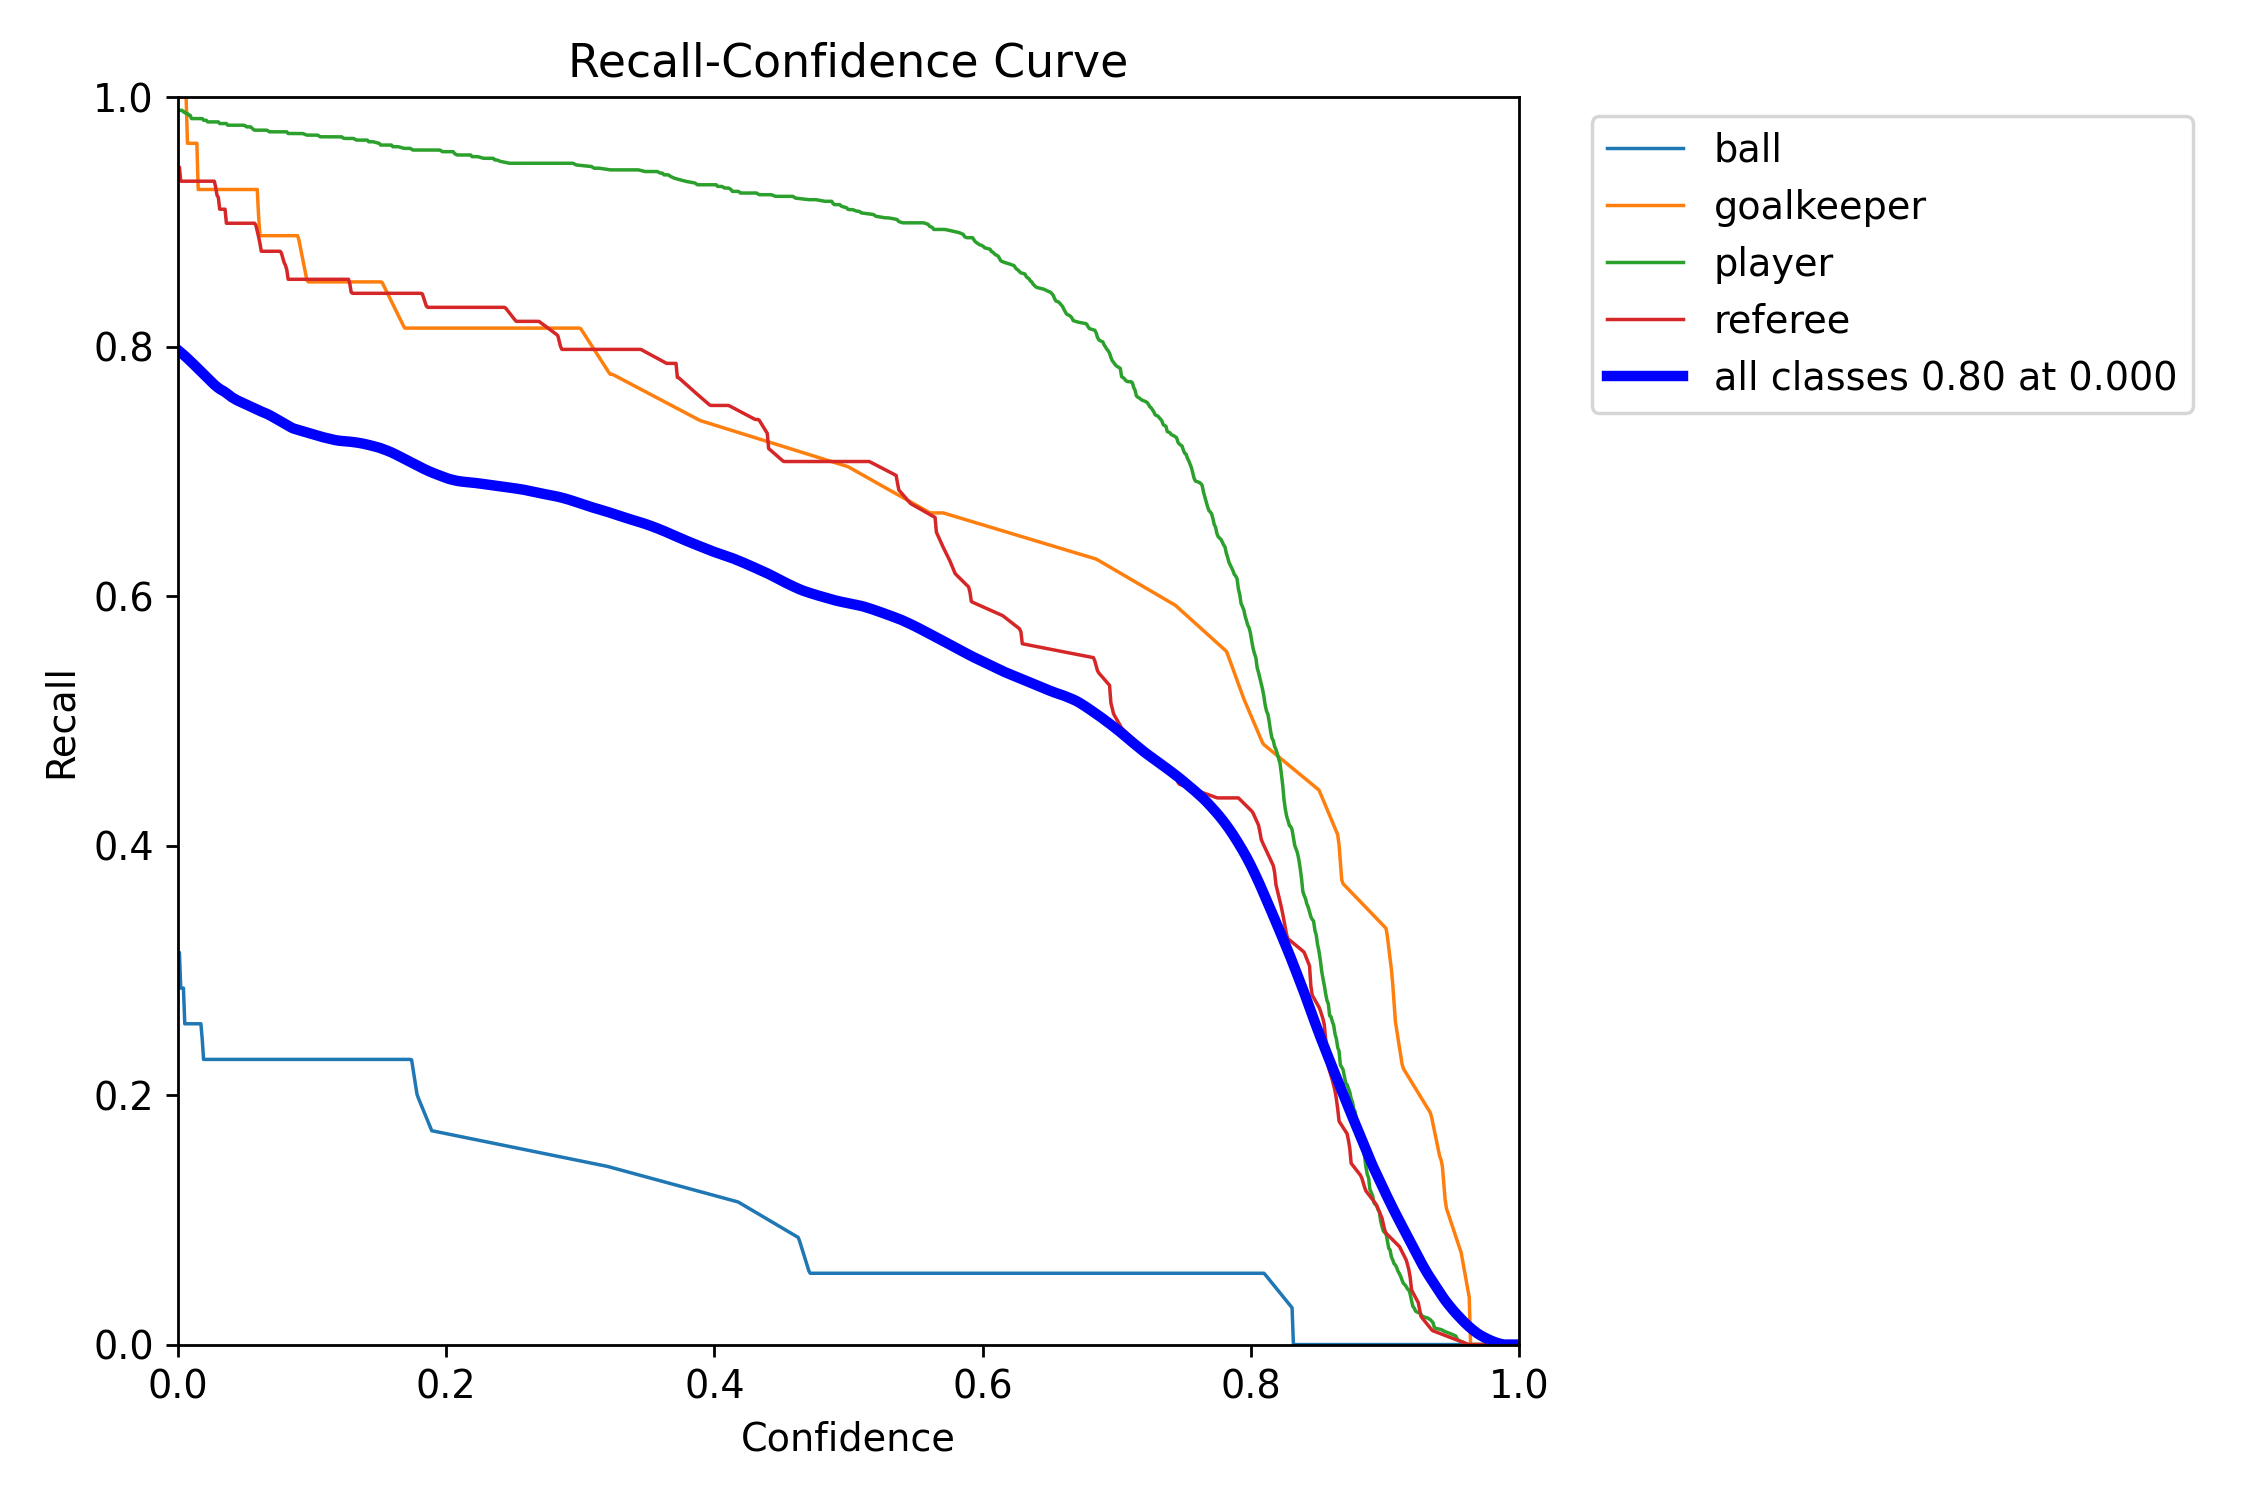 Recall-Confidence Curve
1.0
0.8
0.6
0.4
0.2
0.0
Recall
0.0 0.2 0.4 0.6 0.8 1.0
Confidence
ball
goalkeeper
player
referee
all classes 0.80 at 0.000